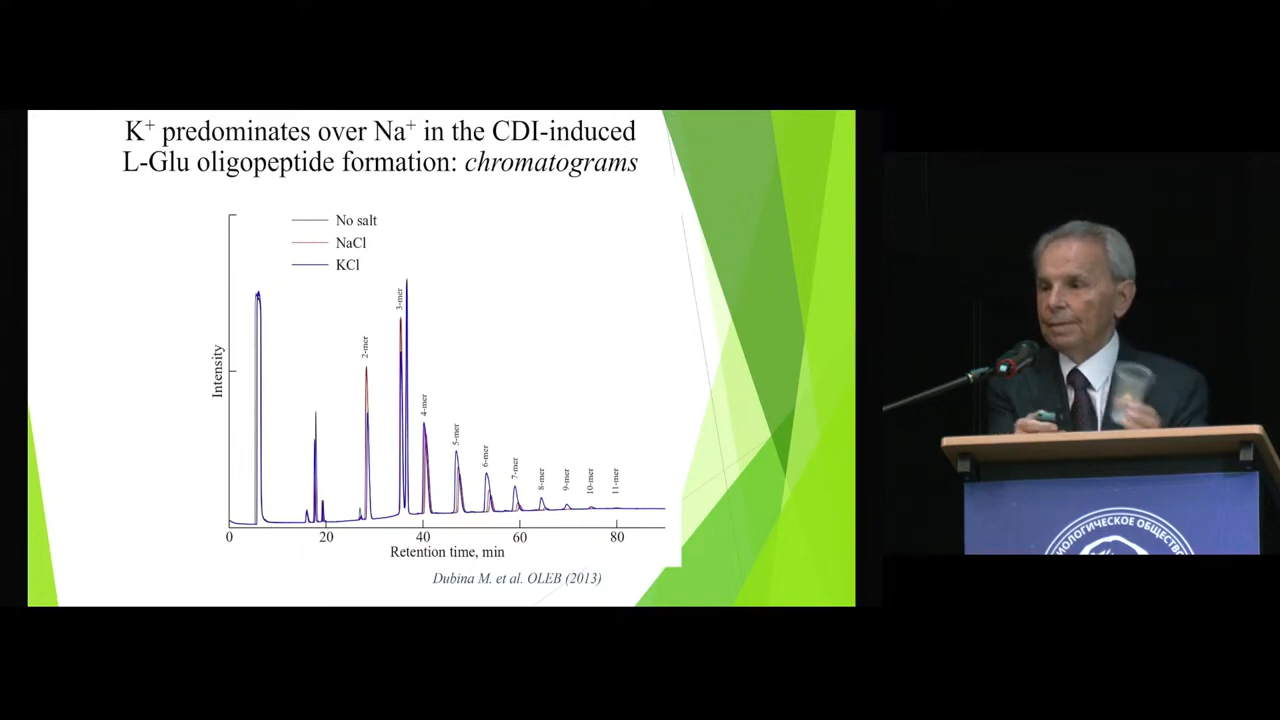 K+ predominates over Na+ in the CDI-induced
L-Glu oligopeptide formation: chromatograms
No salt
NaCl
KCl
Intensity
2-mer
3-mer
4-mer
5-mer
6-mer
7-mer
8-mer
9-mer
10-mer
11-mer
0
20
40
60
80
Retention time, min
Dubina M. et al. OLEB (2013)
ОБЩЕСТВО